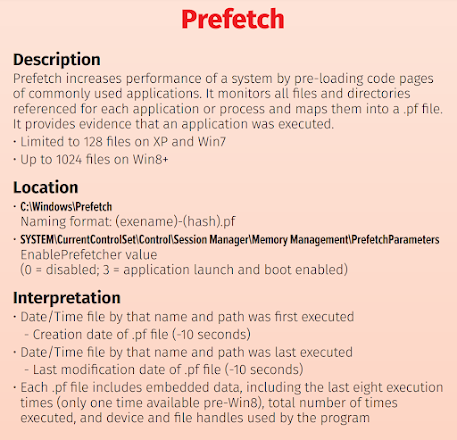 Prefetch
Description
Prefetch increases performance of a system by pre-loading code pages
of commonly used applications. It monitors all files and directories
referenced for each application or process and maps them into a .pf file.
It provides evidence that an application was executed.
• Limited to 128 files on XP and Win7
• Up to 1024 files on Win8+
Location
• C:\Windows\Prefetch
Naming format: (exename)-(hash).pf
• SYSTEM\CurrentControlSet\Control\Session Manager\Memory Management\PrefetchParameters
EnablePrefetcher value
(0 = disabled; 3 = application launch and boot enabled)
Interpretation
• Date/Time file by that name and path was first executed
- Creation date of .pf file (-10 seconds)
• Date/Time file by that name and path was last executed
- Last modification date of .pf file (-10 seconds)
• Each .pf file includes embedded data, including the last eight execution
times (only one time available pre-Win8), total number of times
executed, and device and file handles used by the program